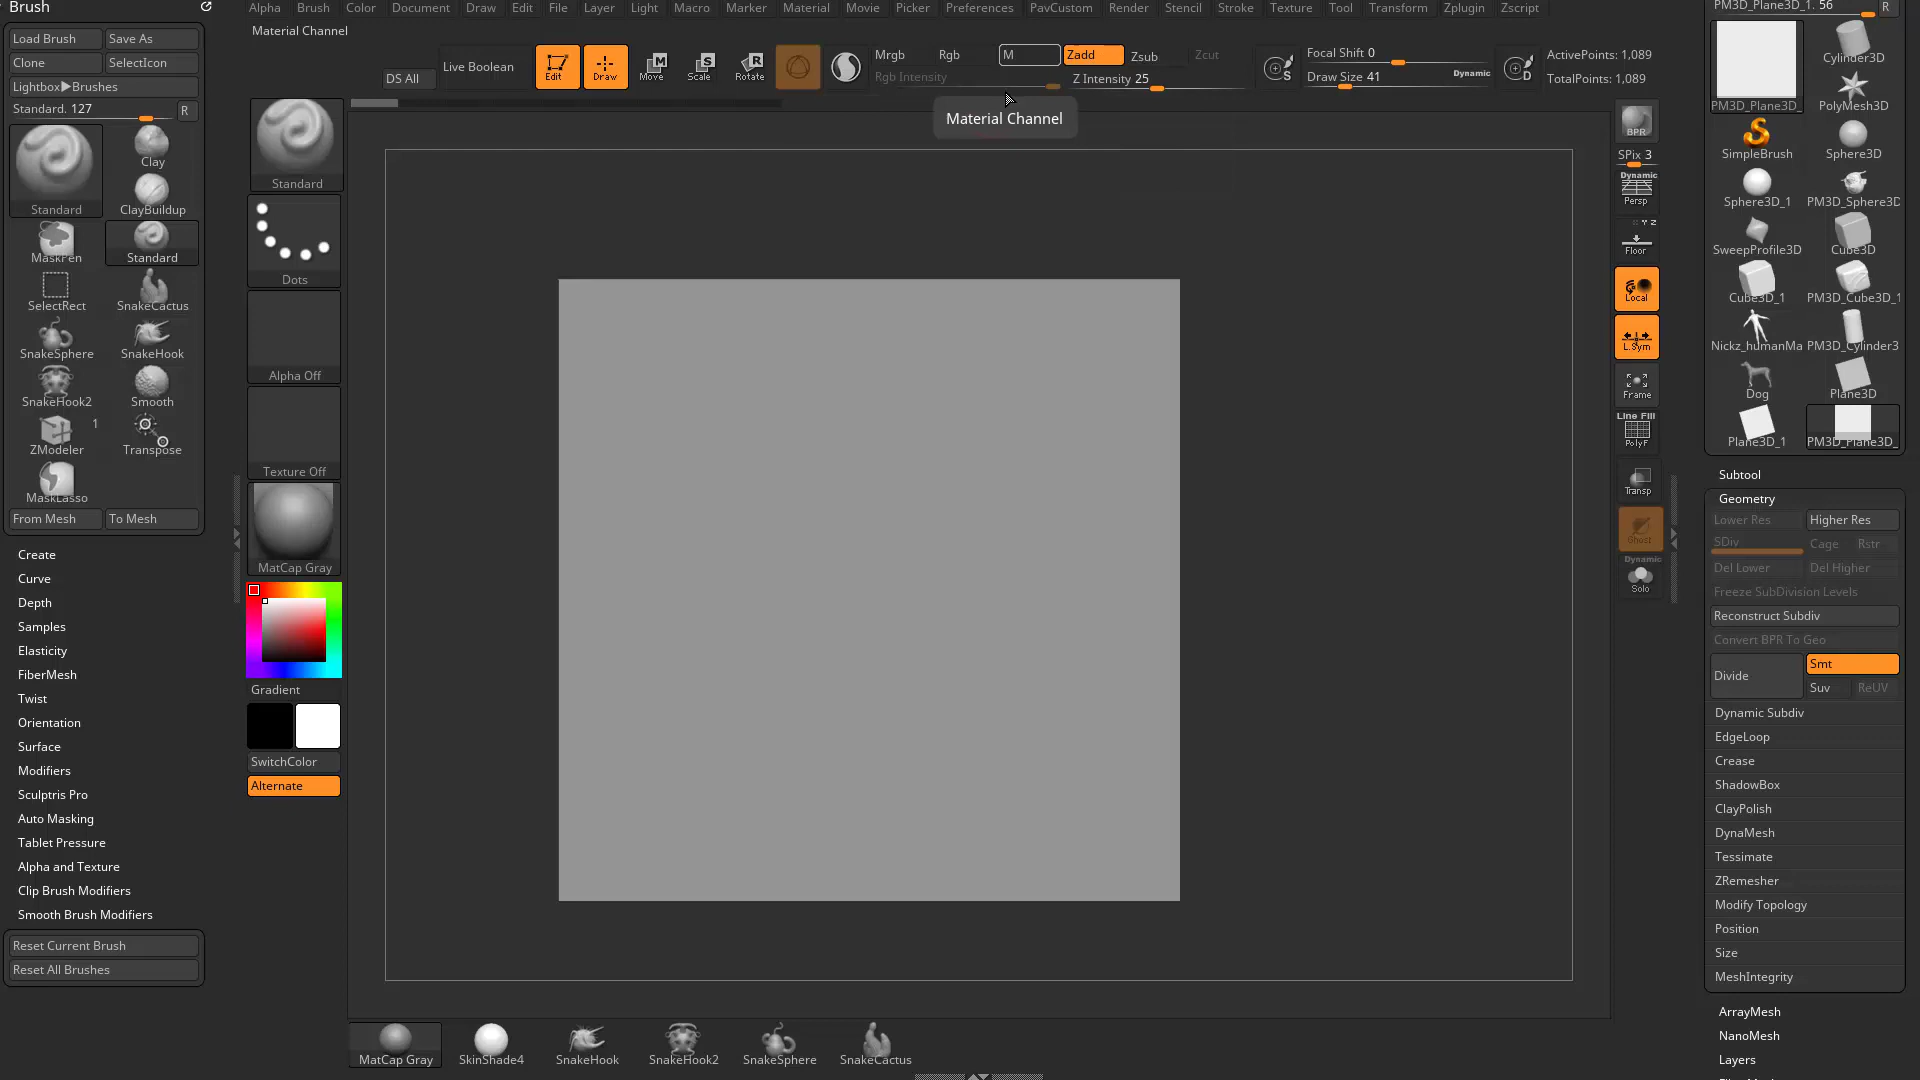 Brush
Load Brush Save As
Clone SelectIcon
Lightbox▶Brushes
Standard. 127 R
Standard
Clay
ClayBuildup
MaskPen
Standard
SelectRect
SnakeCactus
SnakeSphere
SnakeHook
SnakeHook2
Smooth
ZModeler 1
Transpose
MaskLasso
From Mesh To Mesh
Create
Curve
Depth
Samples
Elasticity
FiberMesh
Twist
Orientation
Surface
Modifiers
Sculptris Pro
Auto Masking
Tablet Pressure
Alpha and Texture
Clip Brush Modifiers
Smooth Brush Modifiers
Reset Current Brush
Reset All Brushes
Alpha Brush Color Document Draw Edit File Layer Light Macro Marker Material Movie Picker Preferences PavCustom Render Stencil Stroke Texture Tool Transform Zplugin Zscript
Material Channel
DS All
Live Boolean
Edit
Draw
Move
Scale
Rotate
Mrgb Rgb M Zadd Zsub Zcut
Rgb Intensity Z Intensity 25
S
Focal Shift 0
Draw Size 41 Dynamic
D
ActivePoints: 1,089
TotalPoints: 1,089
Material Channel
Standard
Dots
Alpha Off
Texture Off
MatCap Gray
Gradient
SwitchColor
Alternate
MatCap Gray
SkinShade4
SnakeHook
SnakeHook2
SnakeSphere
SnakeCactus
BPR
SPix 3
Dynamic
Persp
Floor
Local
L.Sym
Frame
Line Fill
PolyF
Transp
Ghost
Dynamic
Solo
PM3D_Plane3D_1. 56 R
PM3D_Plane3D_
Cylinder3D
PolyMesh3D
SimpleBrush
Sphere3D
Sphere3D_1
PM3D_Sphere3D
SweepProfile3D
Cube3D
Cube3D_1
PM3D_Cube3D_1
Nickz_humanMa
PM3D_Cylinder3
Dog
Plane3D
Plane3D_1
PM3D_Plane3D_
Subtool
Geometry
Lower Res Higher Res
SDiv Cage Rstr
Del Lower Del Higher
Freeze SubDivision Levels
Reconstruct Subdiv
Convert BPR To Geo
Divide
Smt
Suv ReUV
Dynamic Subdiv
EdgeLoop
Crease
ShadowBox
ClayPolish
DynaMesh
Tessimate
ZRemesher
Modify Topology
Position
Size
MeshIntegrity
ArrayMesh
NanoMesh
Layers